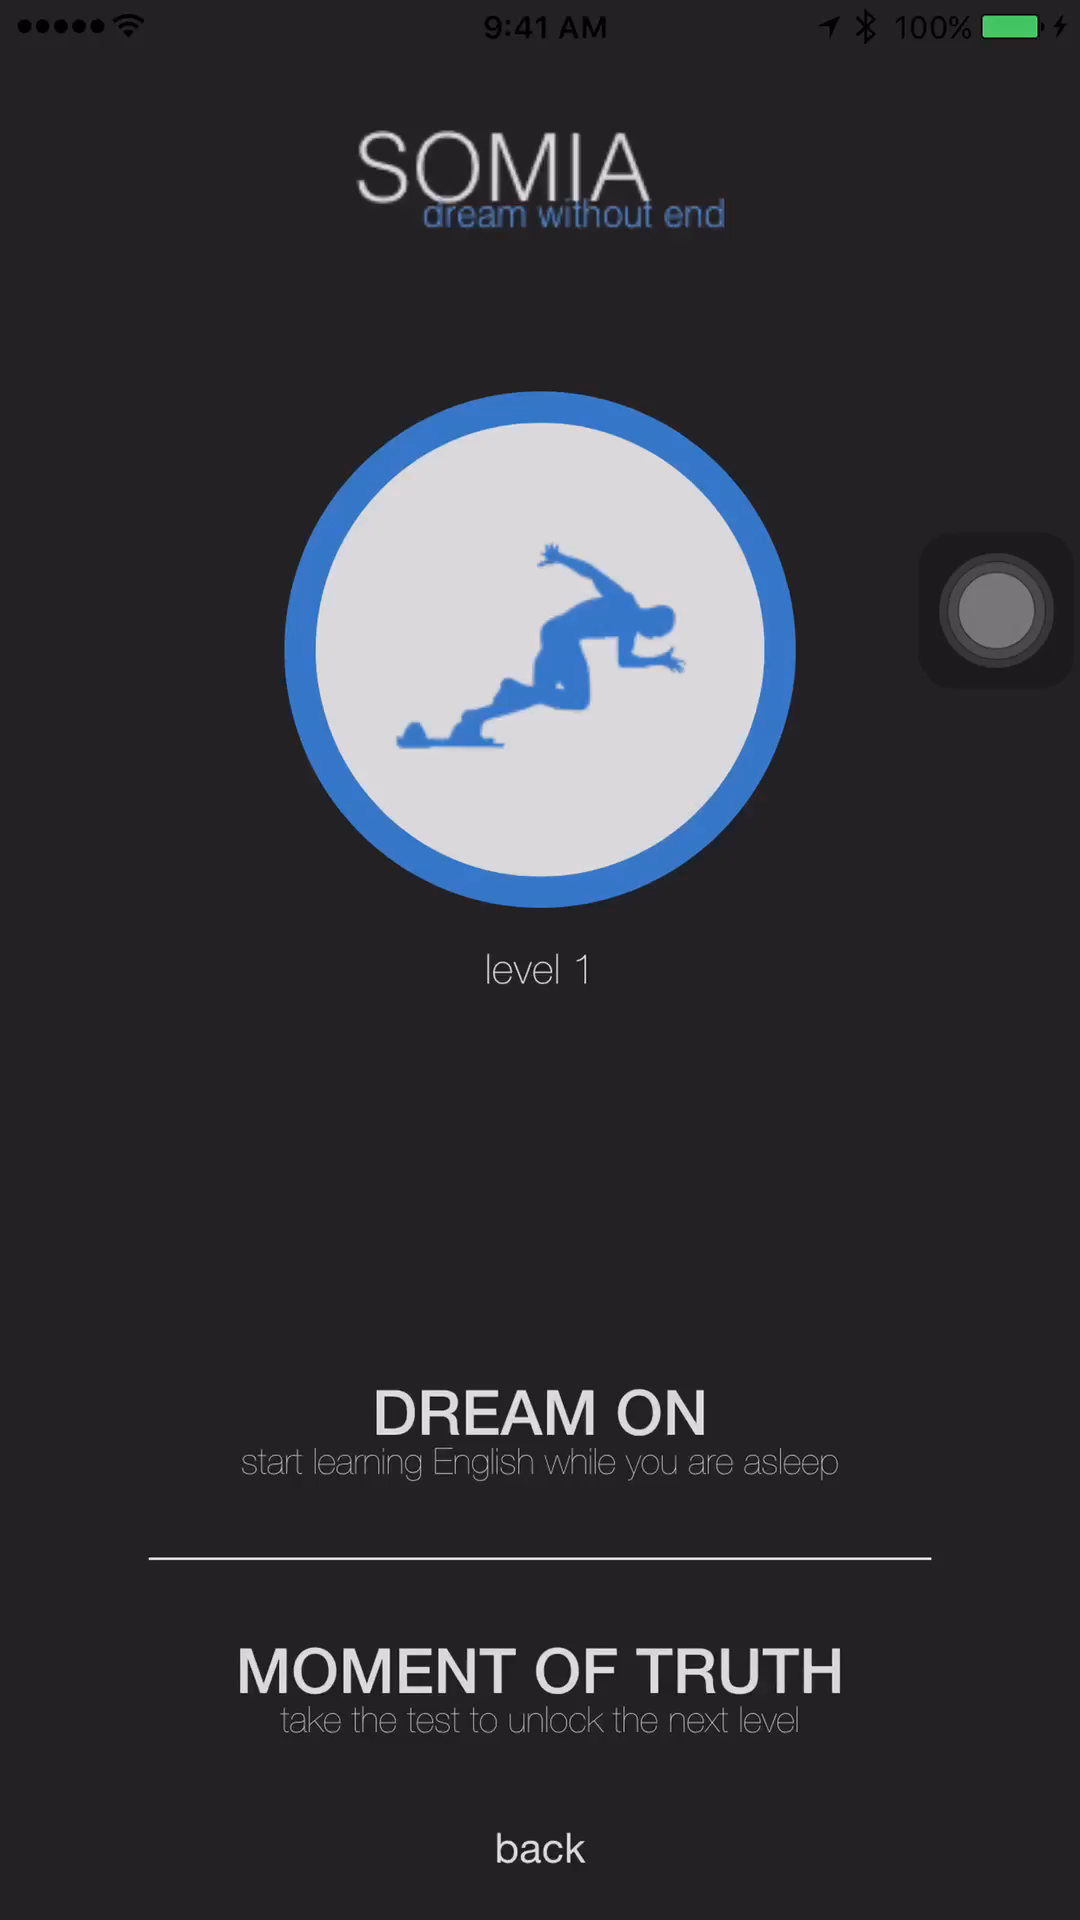 9:41 AM 100%
SOMIA
dream without end
level 1
DREAM ON
start learning English while you are asleep
MOMENT OF TRUTH
take the test to unlock the next level
back